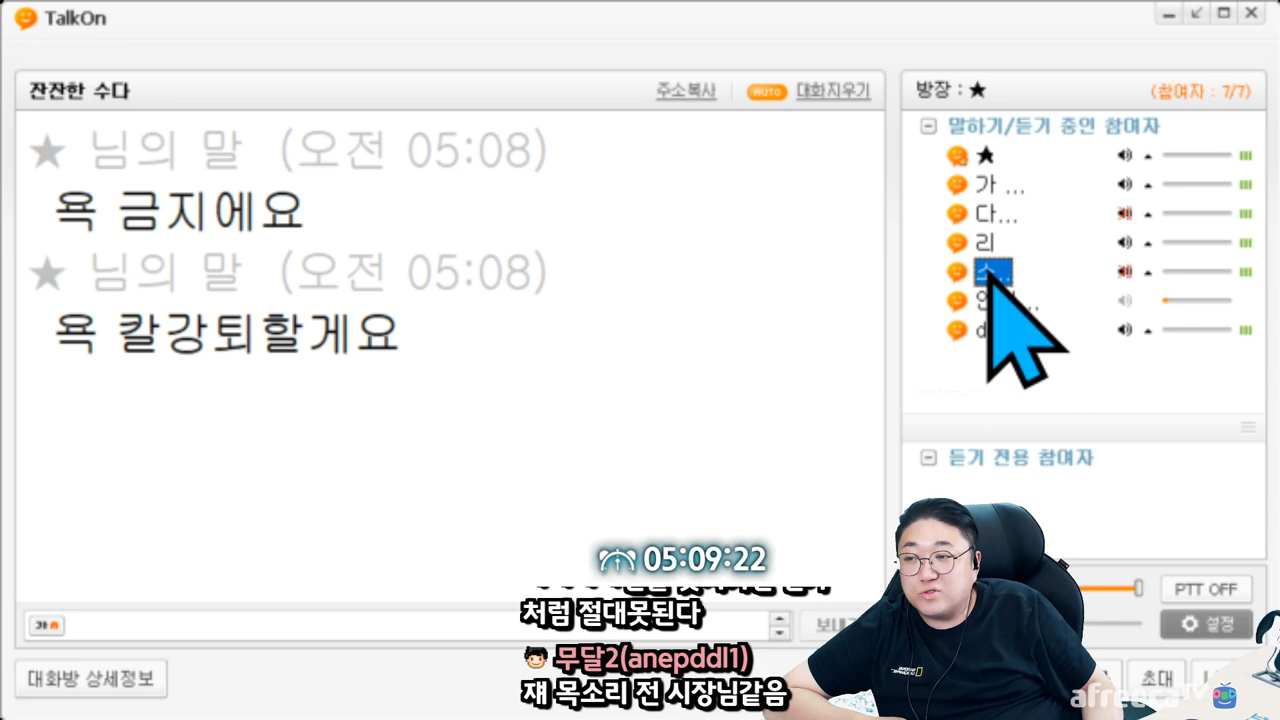 TalkOn
잔잔한 수다
주소복사
AUTO
대화지우기
★ 님의 말 (오전 05:08)
욕 금지에요
★ 님의 말 (오전 05:08)
욕 칼강퇴할게요
방장 : ★
(참여자 : 7/7)
말하기/듣기 중인 참여자
★
가 ...
다...
리
듣기 전용 참여자
05:09:22
처럼 절대못된다
무달2(anepddl1)
쟤 목소리 전 시장님같음
가
대화방 상세정보
PTT OFF
설정
초대
afreecaTV